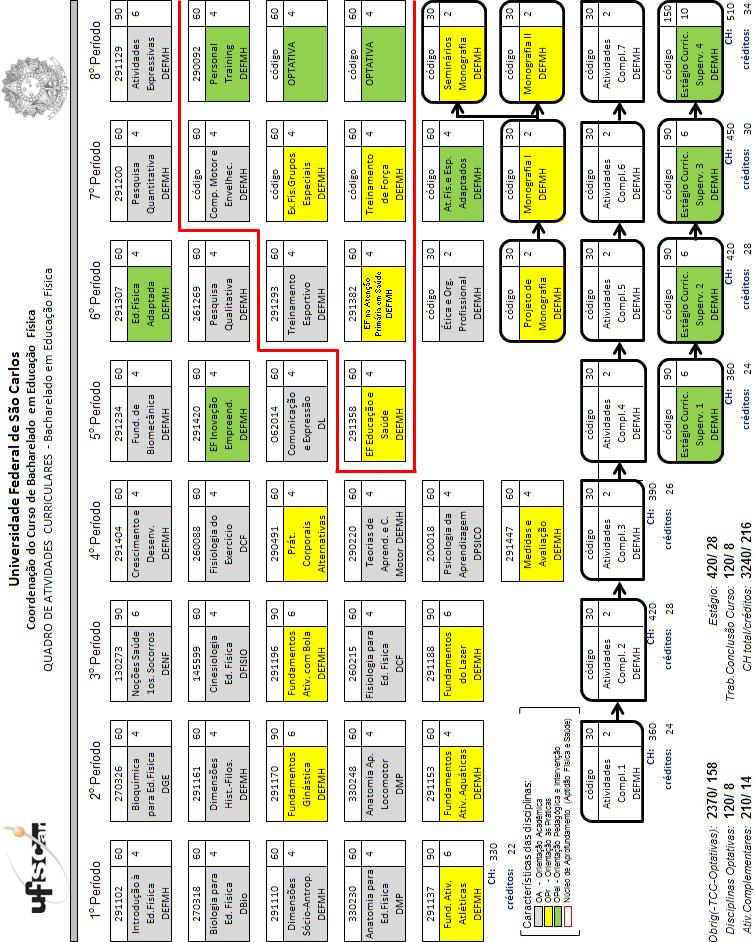 ufscar
Universidade Federal de São Carlos
Coordenação do Curso de Bacharelado em Educação Física
QUADRO DE ATIVIDADES CURRICULARES - Bacharelado em Educação Física
1º Período
291102 60
Introdução à 4
Ed.Física
DEFMH
270318 60
Biologia para 4
Ed.Física
DBio
291110 60
Dimensões 4
Sócio-Antrop.
DEFMH
330230 60
Anatomia para 4
Ed.Física
DMP
291137 90
Fund. Ativ. 6
Atléticas
DEFMH
CH: 330
créditos: 22
2º Período
270326 60
Bioquímica 4
para Ed.Física
DGE
291161 60
Dimensões 4
Hist.-Filos.
DEFMH
291170 90
Fundamentos 6
Ginástica
DEFMH
330248 60
Anatomia Ap. 4
Locomotor
DMP
291153 60
Fundamentos 4
Ativ. Aquáticas
DEFMH
código 30
Atividades 2
Compl.1
DEFMH
CH: 360
créditos: 24
3º Período
130273 90
Noções Saúde 6
1os. Socorros
DENF
145599 60
Cinesiologia 4
Ed. Física
DFISIO
291196 90
Fundamentos 6
Ativ. com Bola
DEFMH
260215 60
Fisiologia para 4
Ed. Física
DCF
291188 90
Fundamentos 6
do Lazer
DEFMH
código 30
Atividades 2
Compl. 2
DEFMH
CH: 420
créditos: 28
4º Período
291404 60
Crescimento e 4
Desenv.
DEFMH
260088 60
Fisiologia do 4
Exercício
DCF
290491 60
Prát. 4
Corporais
Alternativas
290220 60
Teorias de 4
Aprend. e C.
Motor DEFMH
200018 60
Psicologia da 4
Aprendizagem
DPSICO
291447 60
Medidas e 4
Avaliação
DEFMH
código 30
Atividades 2
Compl.3
DEFMH
CH: 390
créditos: 26
5º Período
291234 60
Fund. de 4
Biomecânica
DEFMH
291420 60
EF Inovação 4
Empreend.
DEFMH
062014 60
Comunicação 4
e Expressão
DL
291358 60
EF Educação e 4
Saúde
DEFMH
código 30
Atividades 2
Compl.4
DEFMH
código 90
Estágio Curric. 6
Superv. 1
DEFMH
CH: 360
créditos: 24
6º Período
291307 60
Ed.Física 4
Adaptada
DEFMH
261269 60
Pesquisa 4
Qualitativa
DEFMH
291293 60
Treinamento 4
Esportivo
DEFMH
291382 60
EF na Atenção 4
Primária em Saúde
DEFMH
código 30
Ética e Org. 2
Profissional
DEFMH
código 30
Projeto de 2
Monografia
DEFMH
código 30
Atividades 2
Compl.5
DEFMH
código 90
Estágio Curric. 6
Superv. 2
DEFMH
CH: 420
créditos: 28
7º Período
291200 60
Pesquisa 4
Quantitativa
DEFMH
código 60
Comp. Motor e 4
Envelhec.
DEFMH
código 60
Ex.Fís.Grupos 4
Especiais
DEFMH
código 60
Treinamento 4
de Força
DEFMH
código 60
At.Fis.e Esp. 4
Adaptados
DEFMH
código 30
Monografia I 2
DEFMH
código 30
Atividades 2
Compl.6
DEFMH
código 90
Estágio Curric. 6
Superv. 3
DEFMH
CH: 450
créditos: 30
8º Período
291129 90
Atividades 6
Expressivas
DEFMH
290092 60
Personal 4
Training
DEFMH
código 60
OPTATIVA 4
código 60
OPTATIVA 4
código 30
Seminários 2
Monografia
DEFMH
código 30
Monografia II 2
DEFMH
código 30
Atividades 2
Compl.7
DEFMH
código 150
Estágio Curric. 10
Superv. 4
DEFMH
CH: 510
créditos: 34
Características das disciplinas:
OA - Orientação Acadêmica
OPr - Orientação às Práticas
OPei - Orientação Pedagógica e Intervenção
Núcleo de Aprofundamento (Aptidão Física e Saúde)
Obrig(-TCC-Optativas): 2370/ 158
Disciplinas Optativas: 120/ 8
Ativ.Complementares: 210/ 14
Estágio: 420/ 28
Trab.Conclusão Curso: 120/ 8
CH total/créditos: 3240/ 216